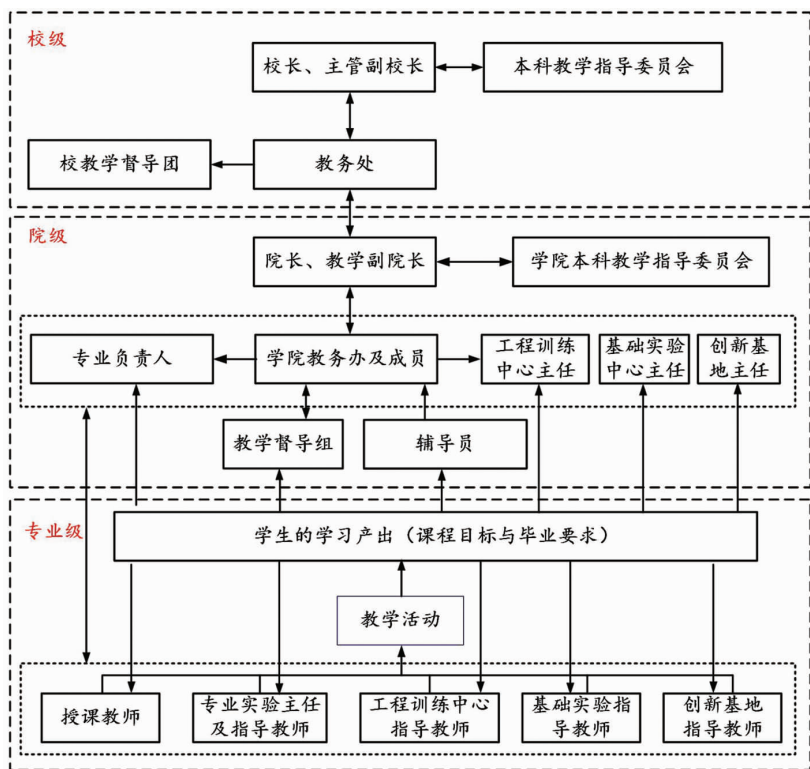 校级
校长、主管副校长
本科教学指导委员会
校教学督导团
教务处
院级
院长、教学副院长
学院本科教学指导委员会
专业负责人
学院教务办及成员
工程训练
中心主任
基础实验
中心主任
创新基
地主任
教学督导组
辅导员
专业级
学生的学习产出（课程目标与毕业要求）
教学活动
授课教师
专业实验主任
及指导教师
工程训练中心
指导教师
基础实验指
导教师
创新基地
指导教师